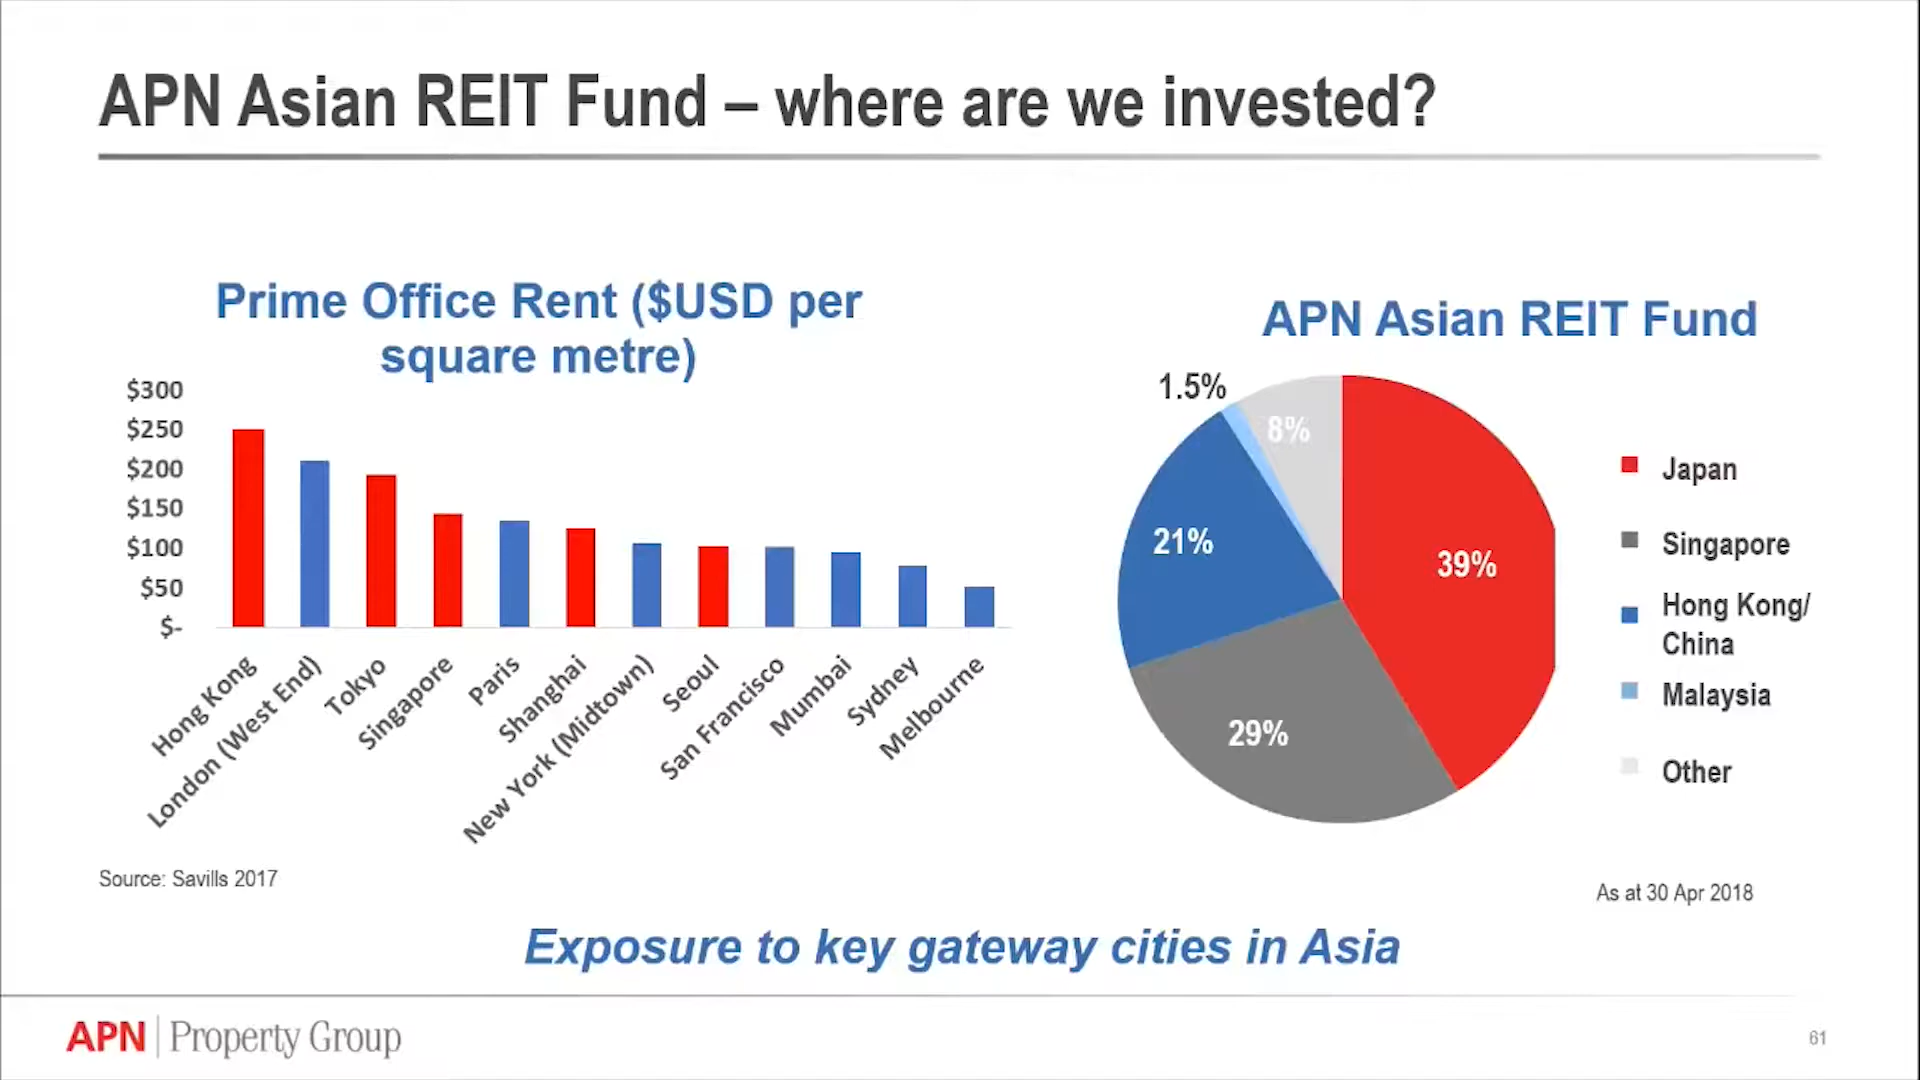 APN Asian REIT Fund – where are we invested?
Prime Office Rent ($USD per
square metre)
$300
$250
$200
$150
$100
$50
$-
Hong Kong
London (West End)
Tokyo
Singapore
Paris
Shanghai
New York (Midtown)
Seoul
San Francisco
Mumbai
Sydney
Melbourne
Source: Savills 2017
APN Asian REIT Fund
1.5%
8%
21%
39%
29%
Japan
Singapore
Hong Kong/
China
Malaysia
Other
As at 30 Apr 2018
Exposure to key gateway cities in Asia
APN Property Group
61